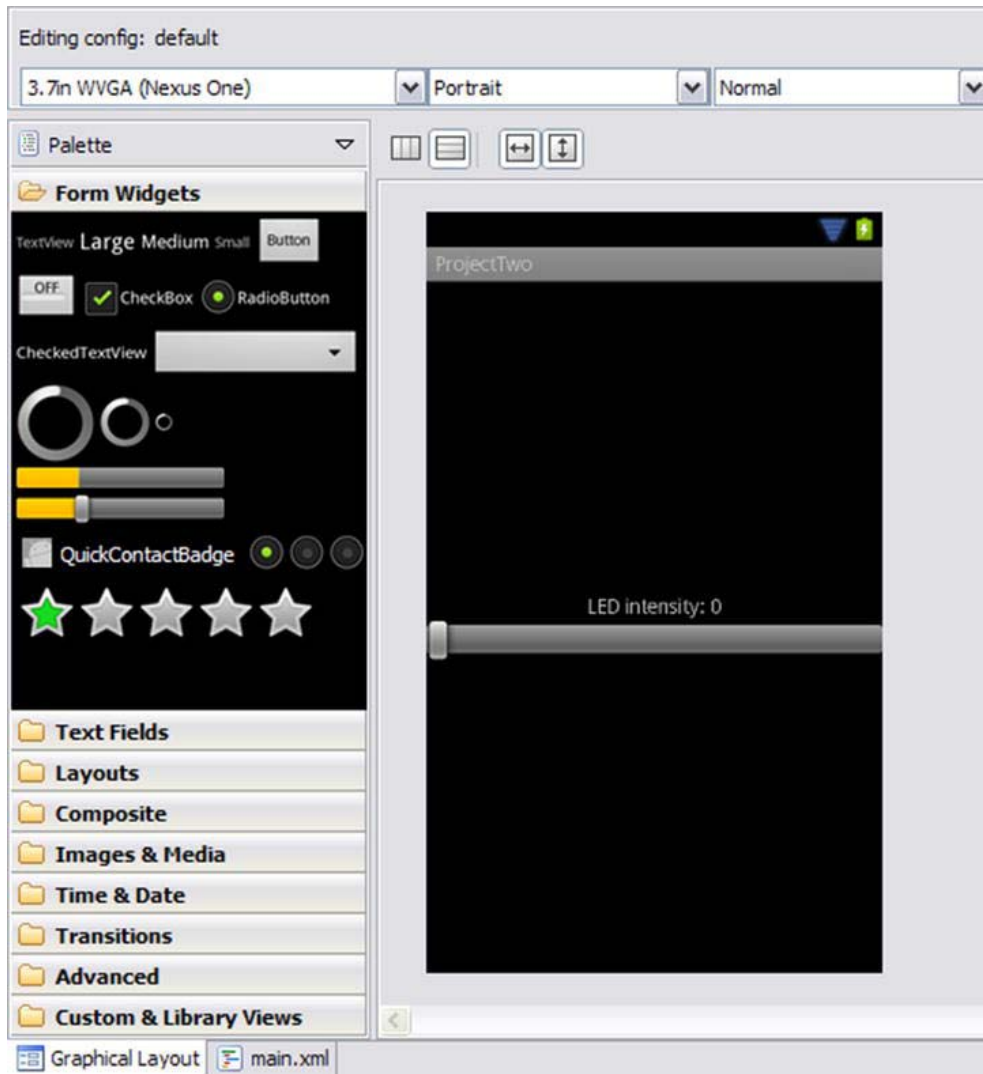 Editing config: default
3.7in WVGA (Nexus One)
Portrait
Normal
Palette
Form Widgets
TextView Large Medium Small Button
OFF CheckBox RadioButton
CheckedTextView
QuickContactBadge
Text Fields
Layouts
Composite
Images & Media
Time & Date
Transitions
Advanced
Custom & Library Views
ProjectTwo
LED intensity: 0
Graphical Layout
main.xml